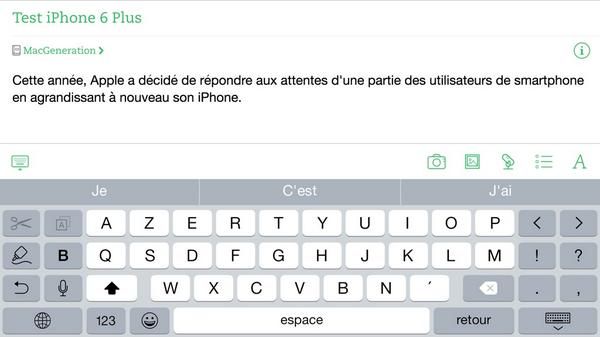 Test iPhone 6 Plus
MacGeneration
Cette année, Apple a décidé de répondre aux attentes d'une partie des utilisateurs de smartphone
en agrandissant à nouveau son iPhone.
A
Je C'est J'ai
A A Z E R T Y U I O P < >
B Q S D F G H J K L M ! ?
W X C V B N ´ . ,
123 espace retour